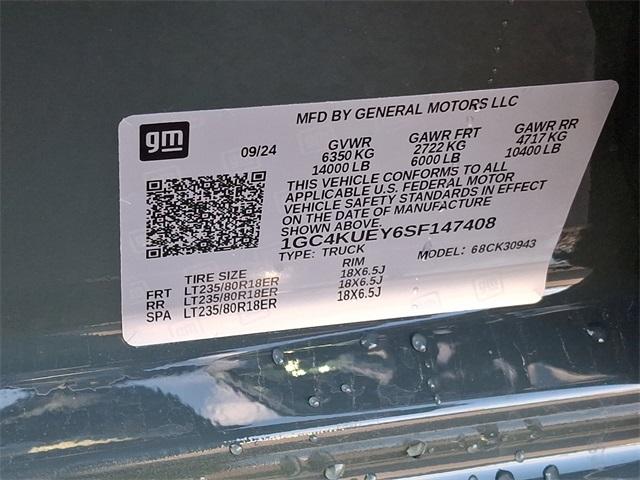 MFD BY GENERAL MOTORS LLC
gm
09/24
GVWR GAWR FRT GAWR RR
6350 KG 2722 KG 4717 KG
14000 LB 6000 LB 10400 LB
THIS VEHICLE CONFORMS TO ALL
APPLICABLE U.S. FEDERAL MOTOR
VEHICLE SAFETY STANDARDS IN EFFECT
ON THE DATE OF MANUFACTURE
SHOWN ABOVE.
1GC4KUEY6SF147408
TYPE: TRUCK MODEL: 68CK30943
TIRE SIZE RIM
FRT LT235/80R18ER 18X6.5J
RR LT235/80R18ER 18X6.5J
SPA LT235/80R18ER 18X6.5J